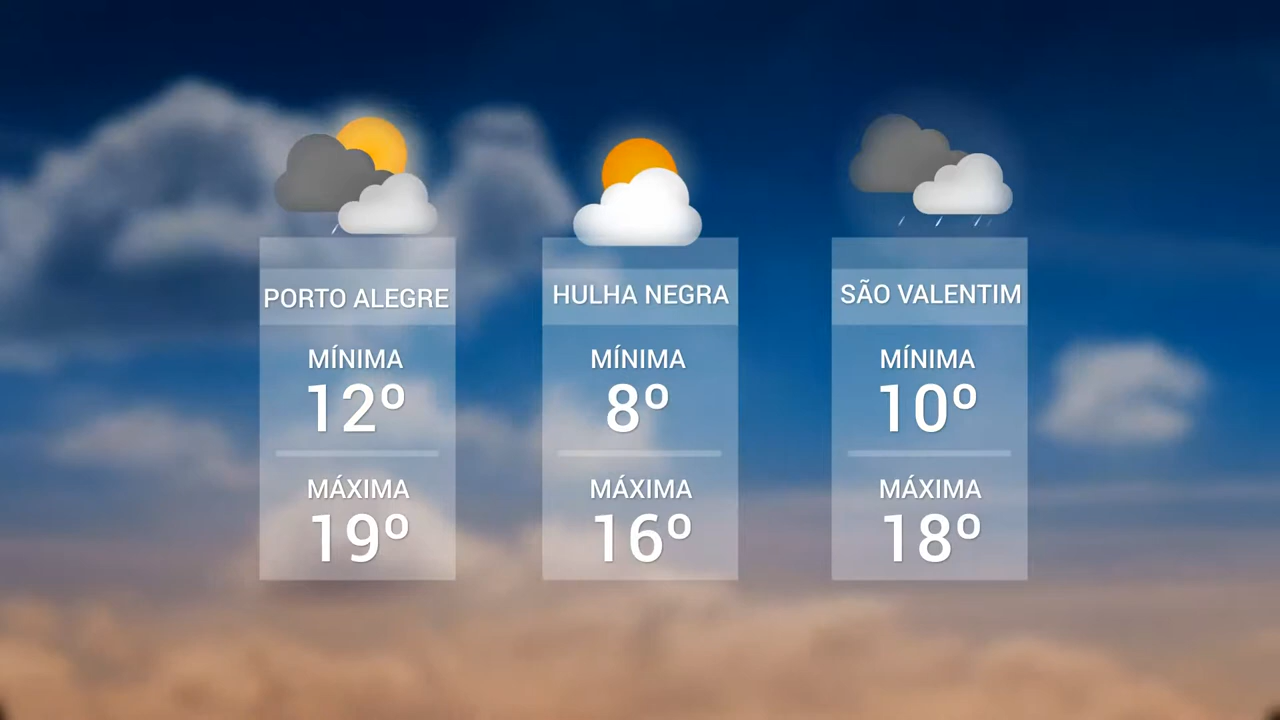 PORTO ALEGRE
MÍNIMA
12º
MÁXIMA
19º
HULHA NEGRA
MÍNIMA
8º
MÁXIMA
16º
SÃO VALENTIM
MÍNIMA
10º
MÁXIMA
18º